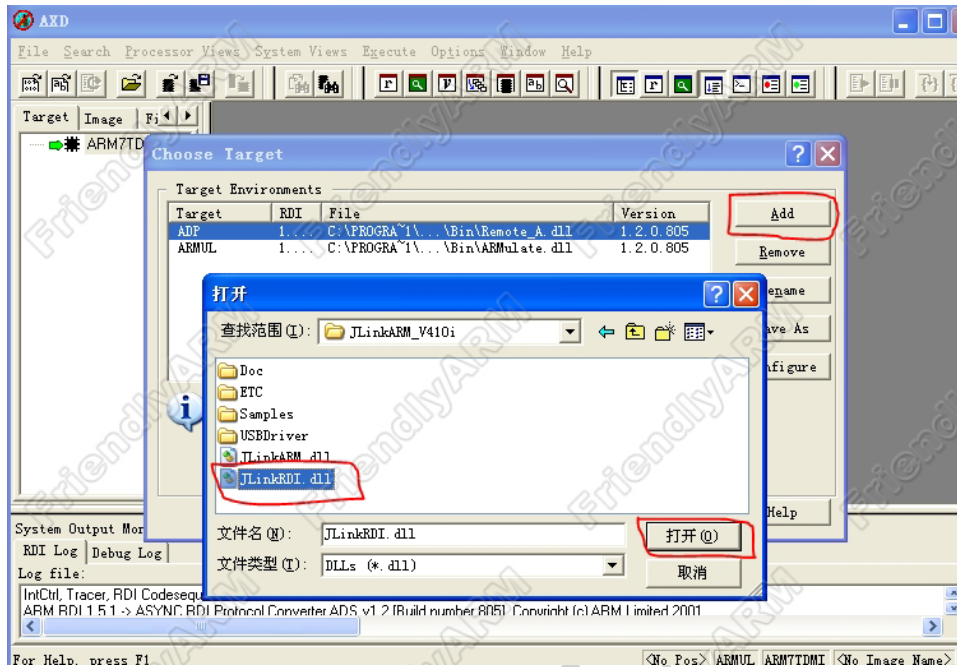 AXD
File Search Processor Views System Views Execute Options Window Help
Target Image Fi
ARM7TD
Choose Target
Target Environments
Target RDI File Version
ADP 1.... C:\PROGRA~1\...\Bin\Remote_A.dll 1.2.0.805
ARMUL 1.... C:\PROGRA~1\...\Bin\ARMulate.dll 1.2.0.805
Add
Remove
ename
ave As
nfigure
Help
打开
查找范围(I): JLinkARM_V410i
Doc
ETC
Samples
USBDriver
JLinkARM.dll
JLinkRDI.dll
文件名(N): JLinkRDI.dll 打开(O)
文件类型(T): DLLs (*.dll) 取消
System Output Mor
RDI Log Debug Log
Log file:
IntCtrl, Tracer, RDI Codesequ
ARM RDI 1.5.1 -> ASYNC RDI Protocol Converter ADS v1.2 [Build number 805]. Copyright (c) ARM Limited 2001
For Help, press F1 <No Pos> ARMUL ARM7TDMI <No Image Name>
FriendlyARM